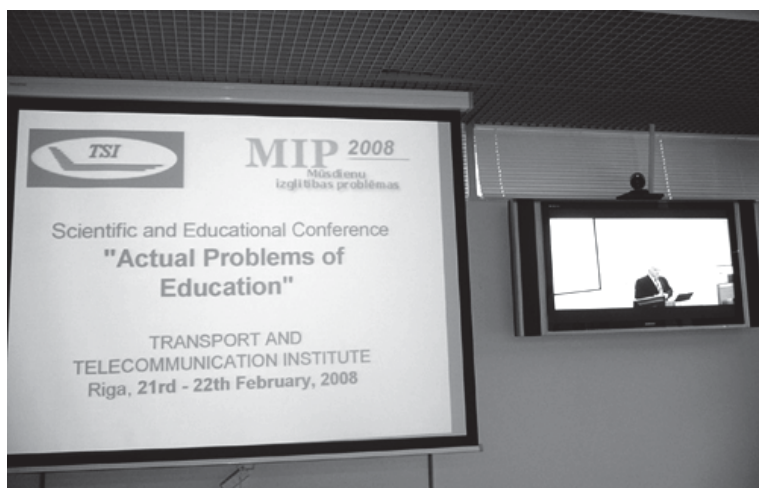 TSI
MIP 2008
Mūsdienu
izglītības problēmas
Scientific and Educational Conference
"Actual Problems of
Education"
TRANSPORT AND
TELECOMMUNICATION INSTITUTE
Riga, 21rd - 22th February, 2008